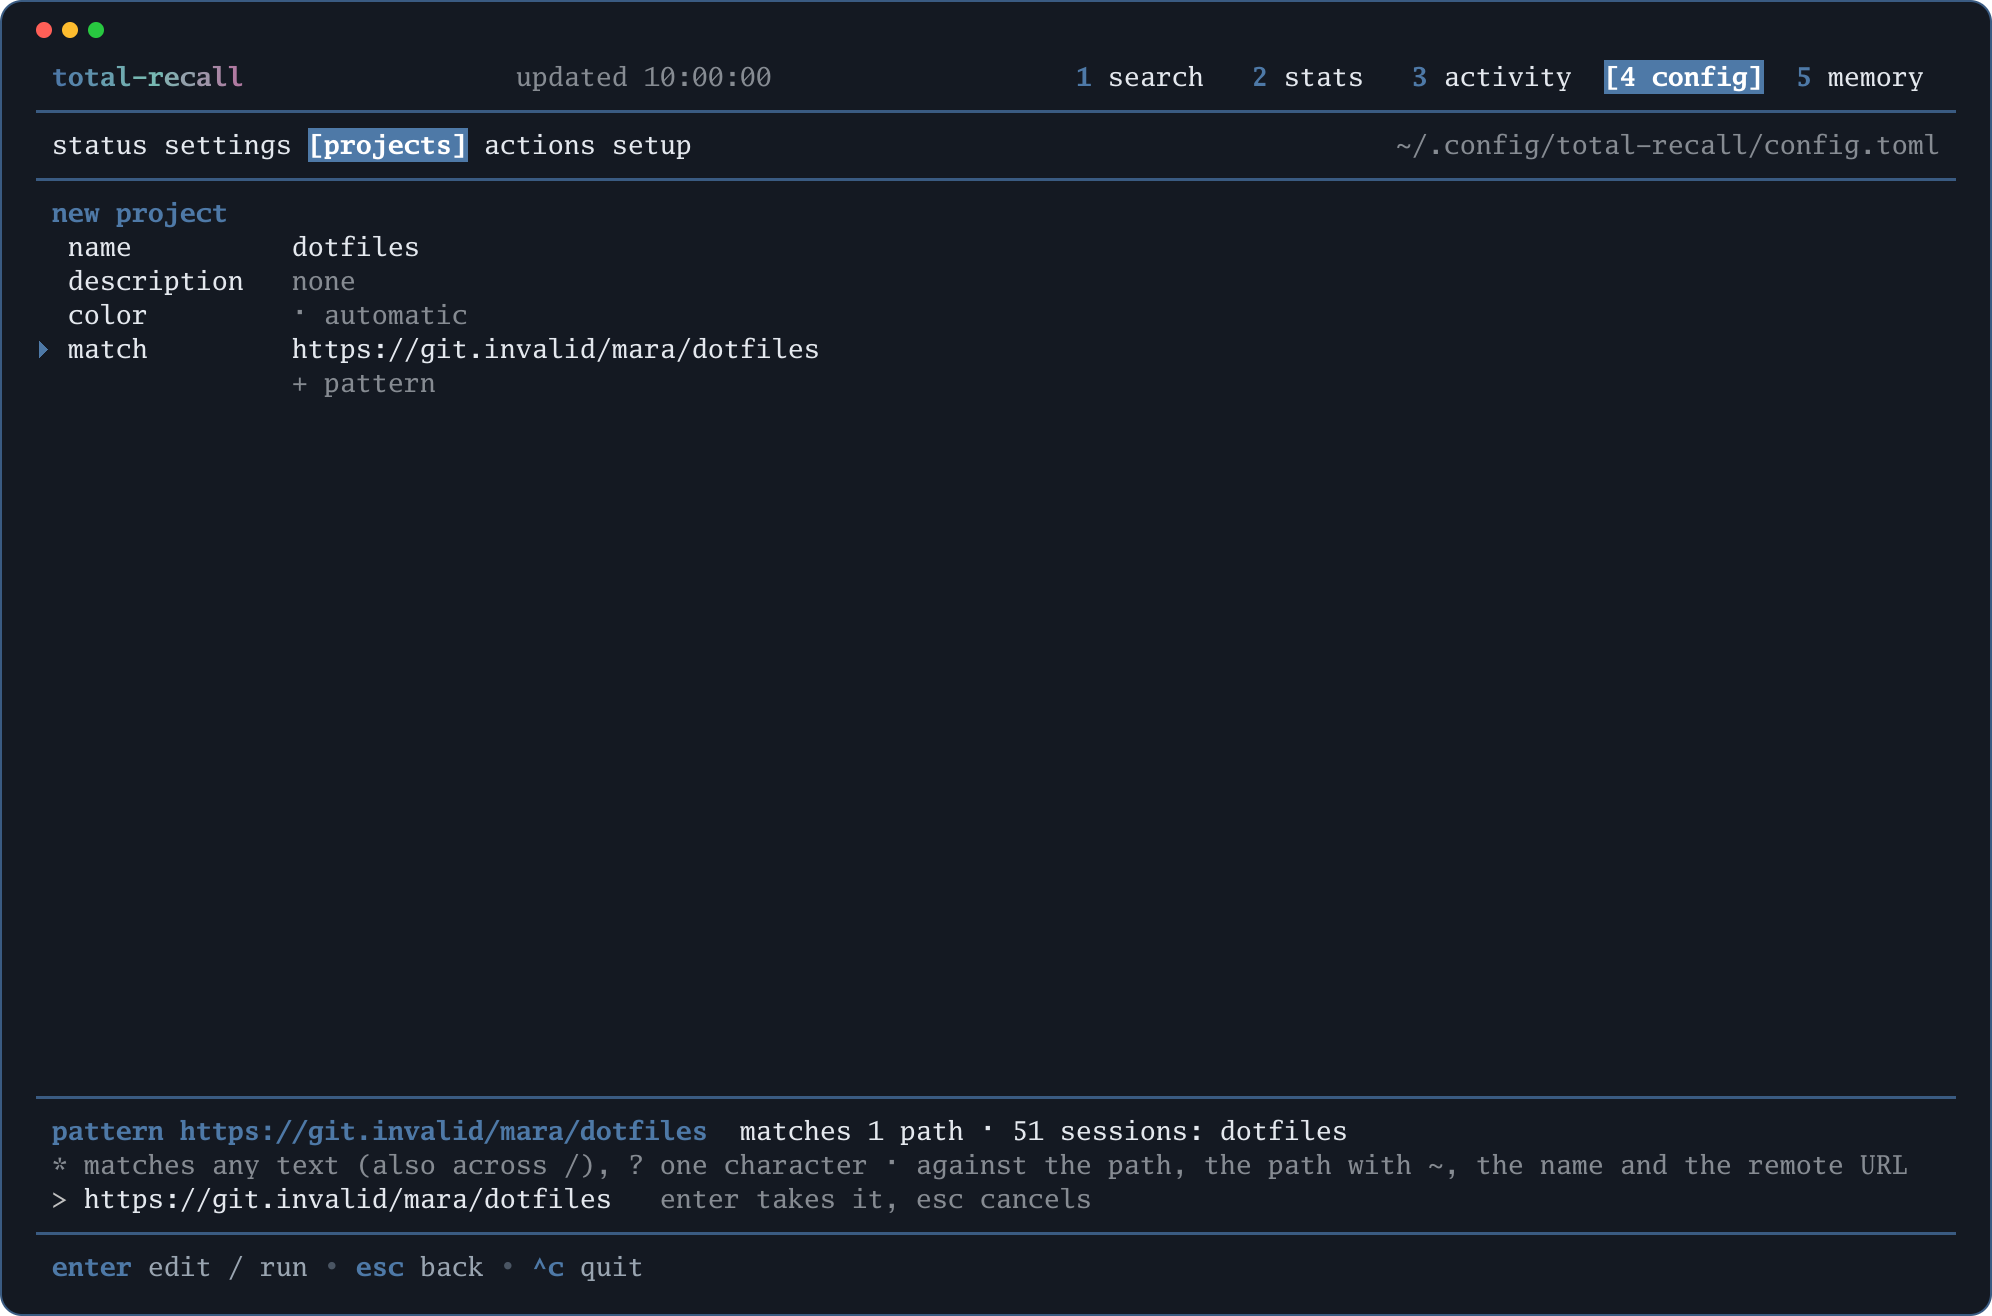 total-recall updated 10:00:00 1 search 2 stats 3 activity [4 config] 5 memory
status settings [projects] actions setup ~/.config/total-recall/config.toml
new project
name dotfiles
description none
color · automatic
match https://git.invalid/mara/dotfiles
+ pattern
pattern https://git.invalid/mara/dotfiles matches 1 path · 51 sessions: dotfiles
* matches any text (also across /), ? one character · against the path, the path with ~, the name and the remote URL
> https://git.invalid/mara/dotfiles enter takes it, esc cancels
enter edit / run • esc back • ^c quit